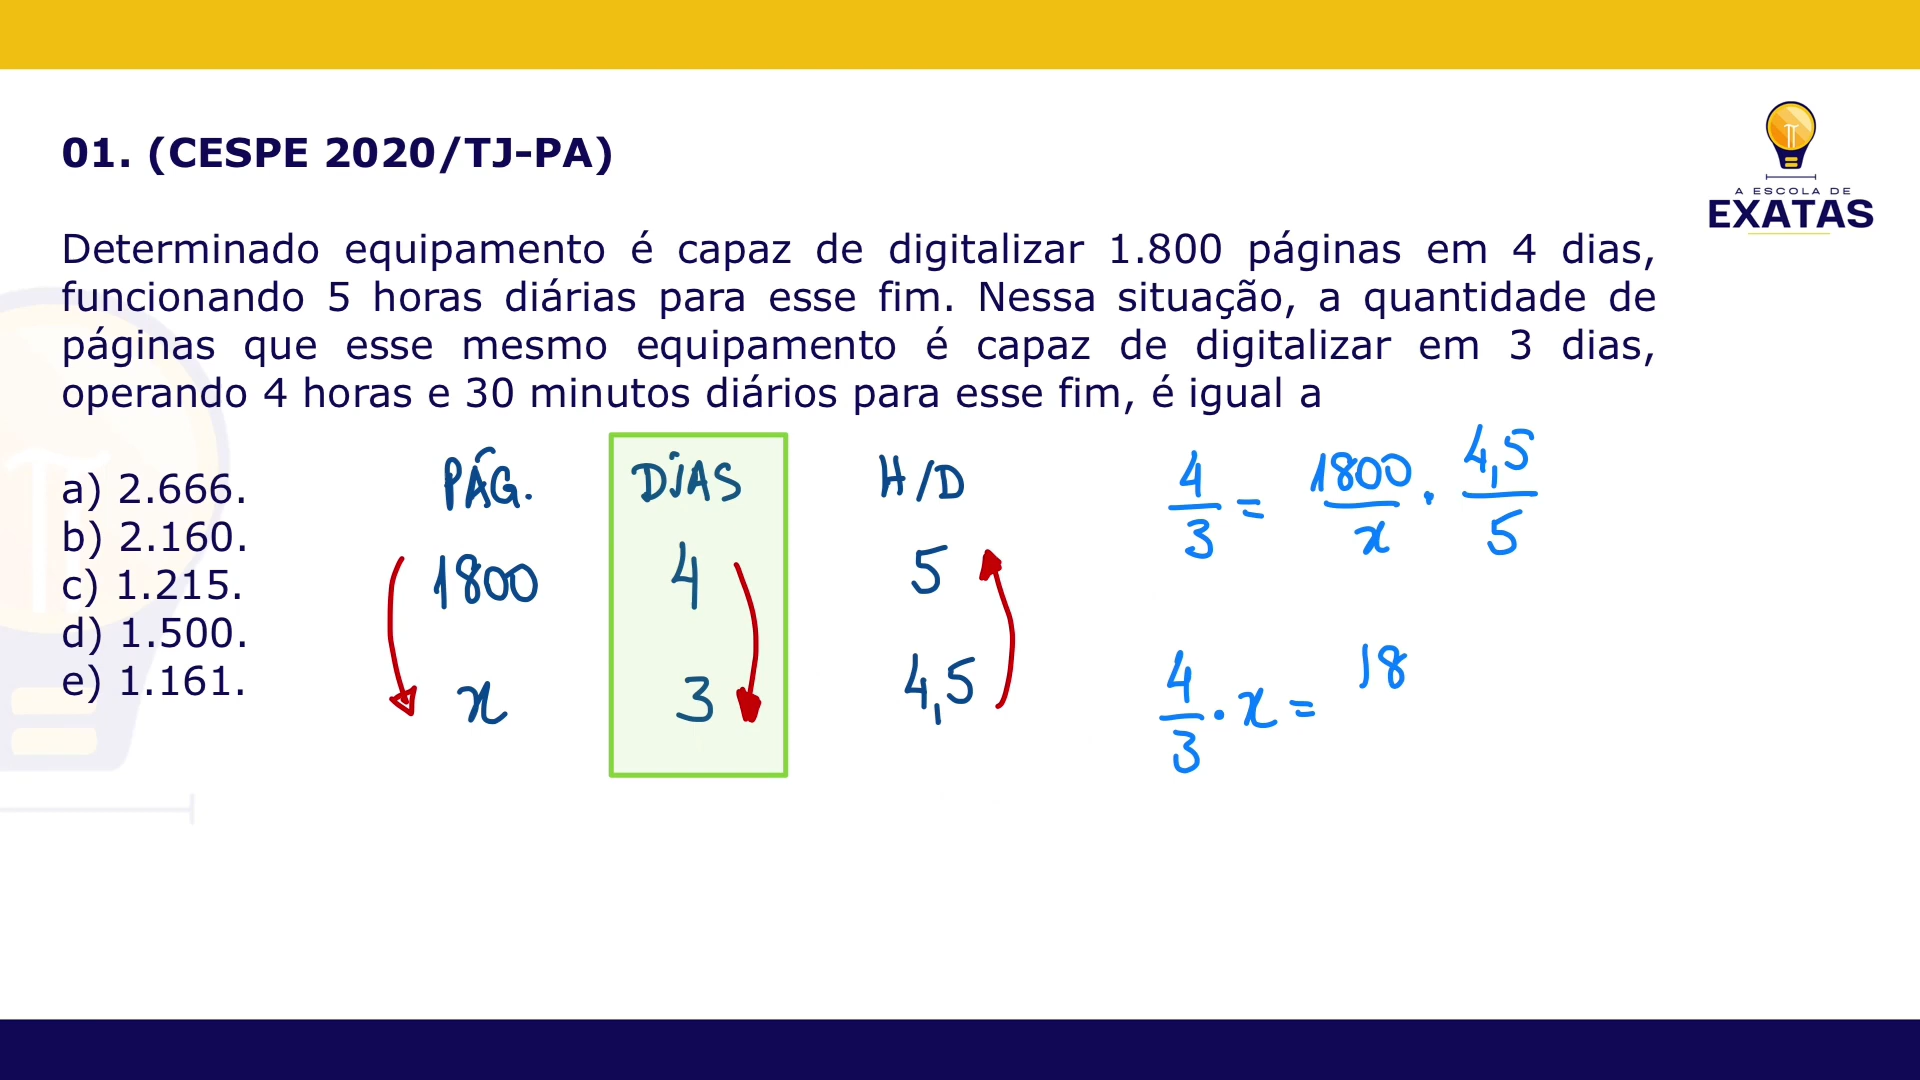 01. (CESPE 2020/TJ-PA)
A ESCOLA DE
EXATAS
Determinado equipamento é capaz de digitalizar 1.800 páginas em 4 dias,
funcionando 5 horas diárias para esse fim. Nessa situação, a quantidade de
páginas que esse mesmo equipamento é capaz de digitalizar em 3 dias,
operando 4 horas e 30 minutos diários para esse fim, é igual a
a) 2.666.
b) 2.160.
c) 1.215.
d) 1.500.
e) 1.161.
PÁG. DIAS H/D
1800 4 5
x 3 4,5
4/3 = 1800/x · 4,5/5
4/3 · x = 18